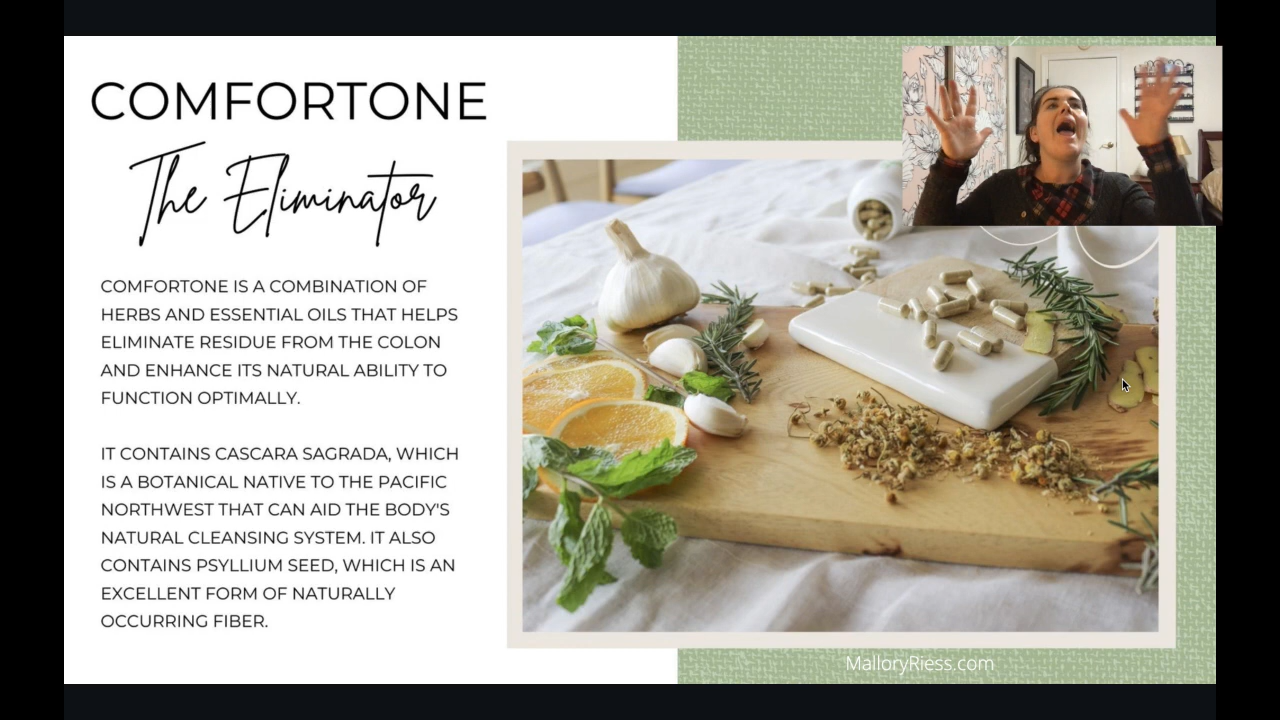 COMFORTONE
The Eliminator
COMFORTONE IS A COMBINATION OF
HERBS AND ESSENTIAL OILS THAT HELPS
ELIMINATE RESIDUE FROM THE COLON
AND ENHANCE ITS NATURAL ABILITY TO
FUNCTION OPTIMALLY.
IT CONTAINS CASCARA SAGRADA, WHICH
IS A BOTANICAL NATIVE TO THE PACIFIC
NORTHWEST THAT CAN AID THE BODY'S
NATURAL CLEANSING SYSTEM. IT ALSO
CONTAINS PSYLLIUM SEED, WHICH IS AN
EXCELLENT FORM OF NATURALLY
OCCURRING FIBER.
MalloryRiess.com